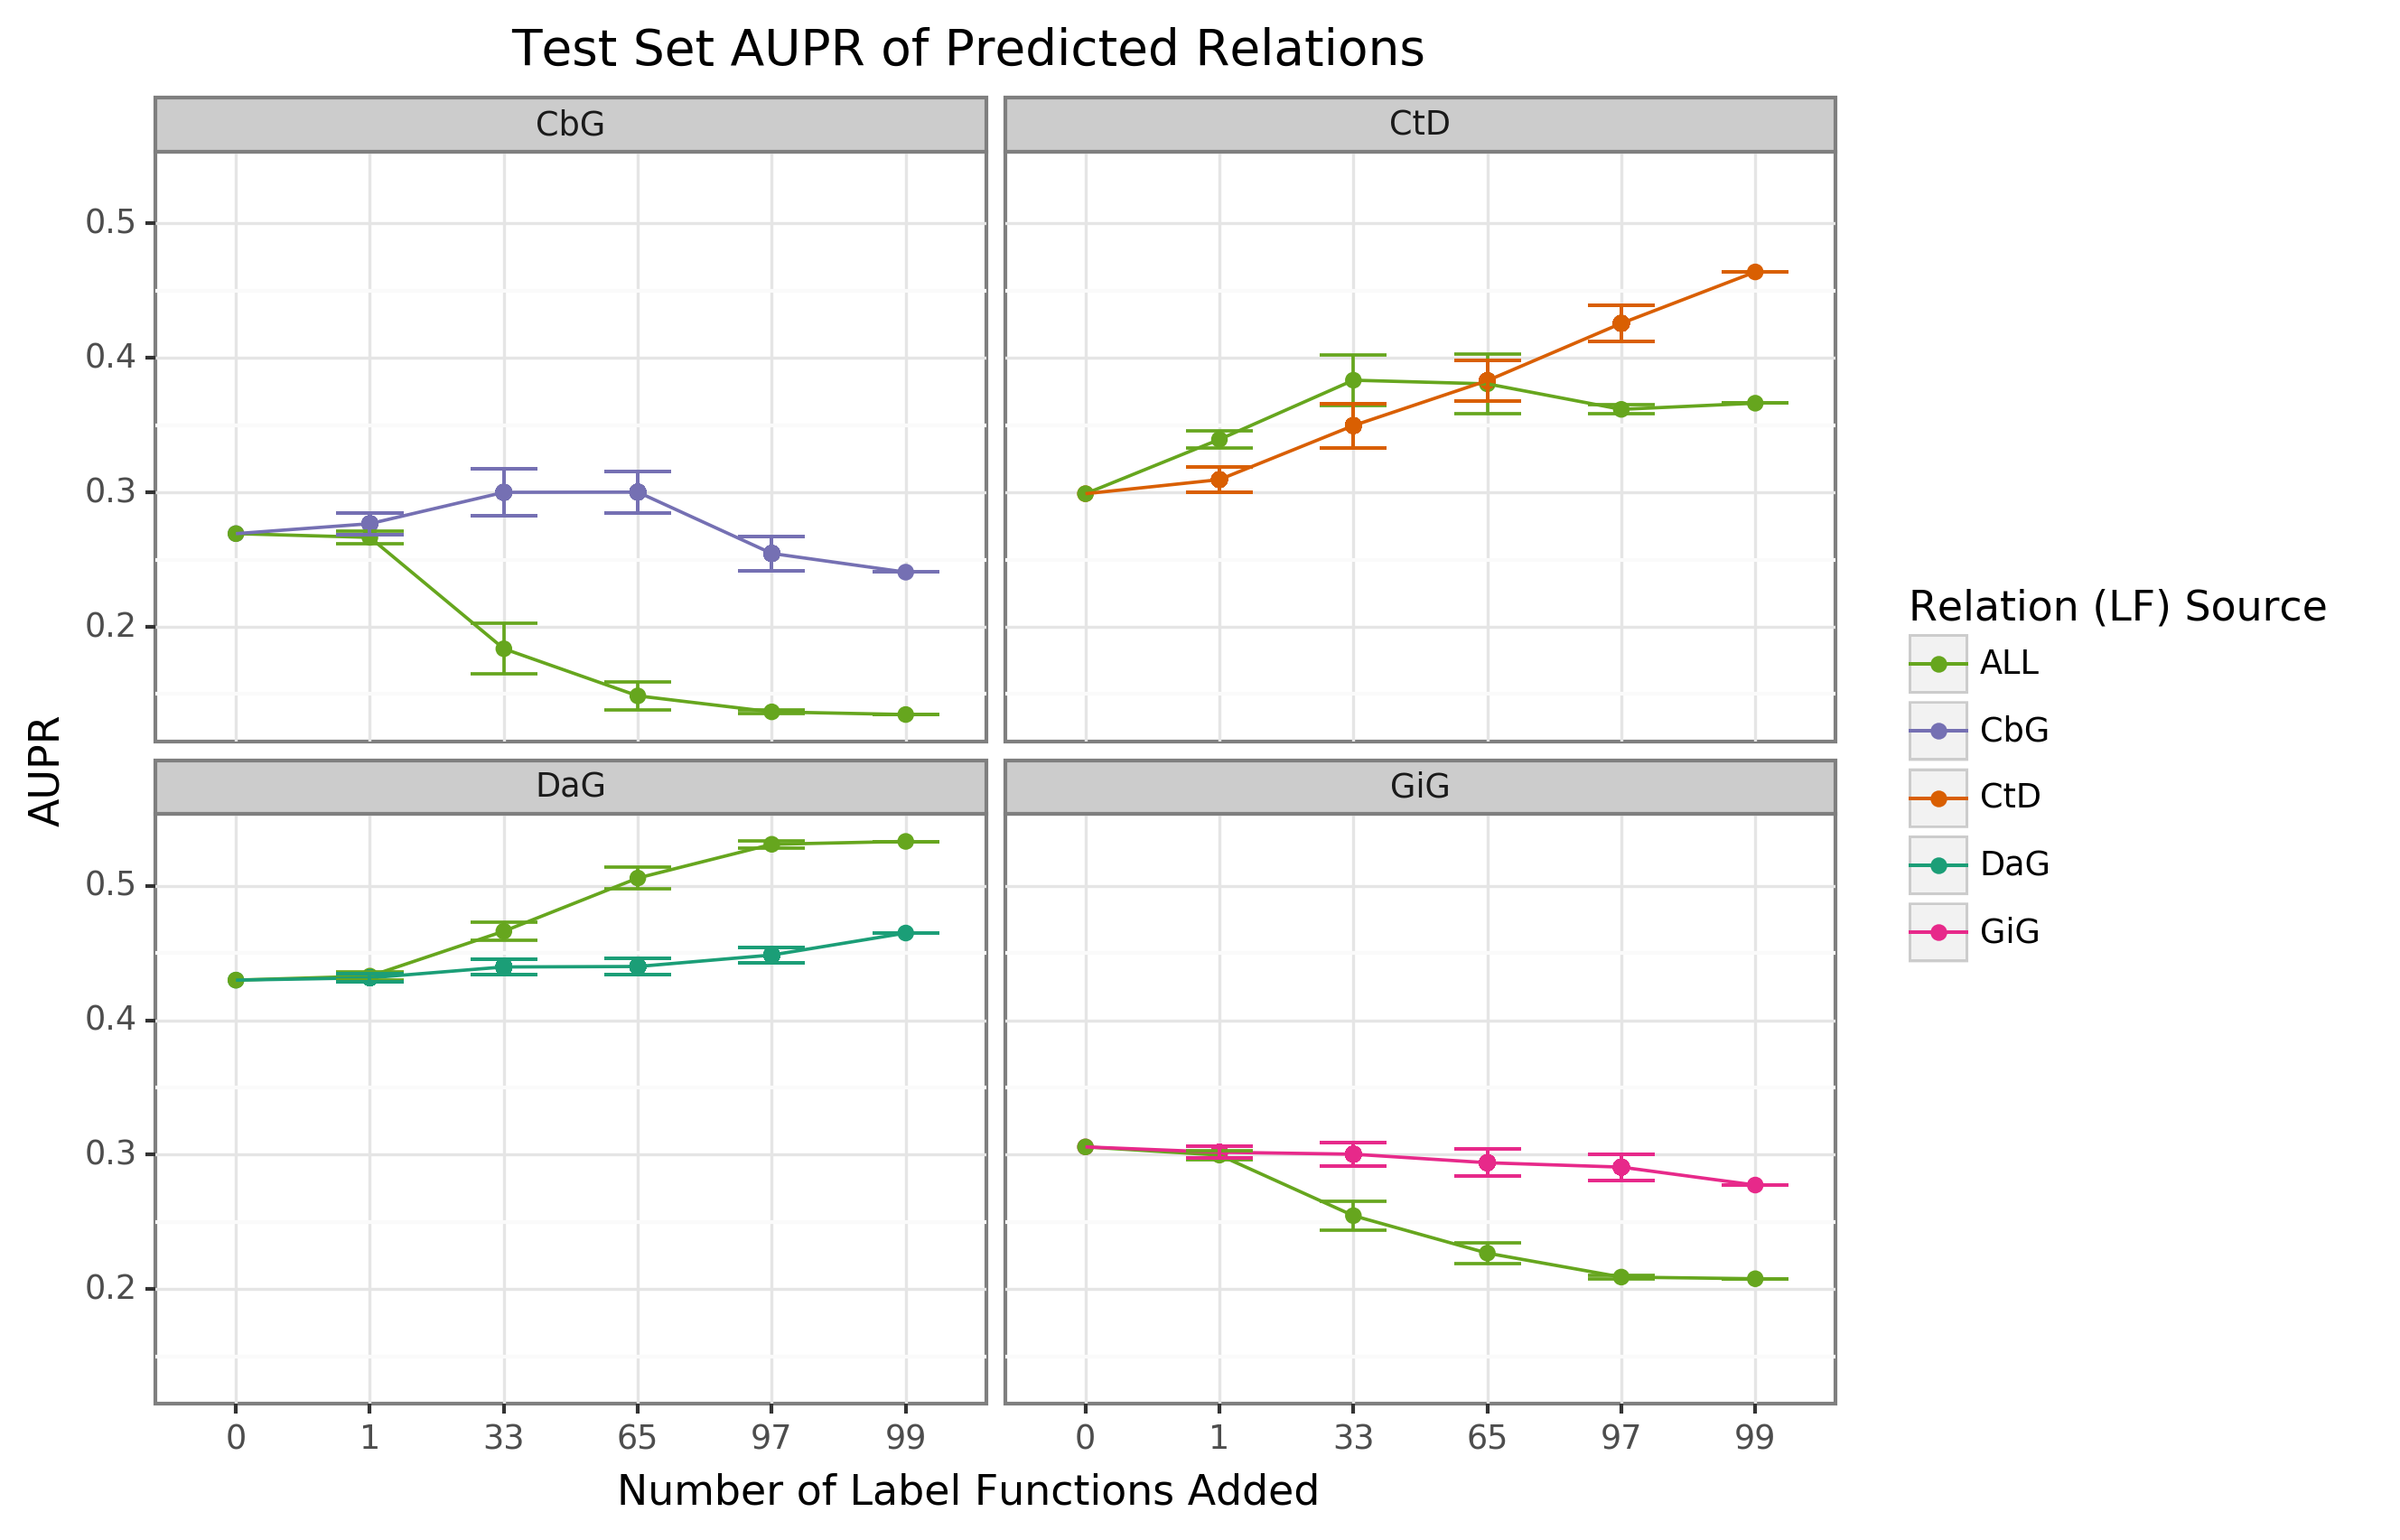 Test Set AUPR of Predicted Relations
CbG
CtD
0.5
0.4
0.3
0.2
DaG
GiG
0.5
0.4
0.3
0.2
AUPR
0 1 33 65 97 99
0 1 33 65 97 99
Number of Label Functions Added
Relation (LF) Source
ALL
CbG
CtD
DaG
GiG